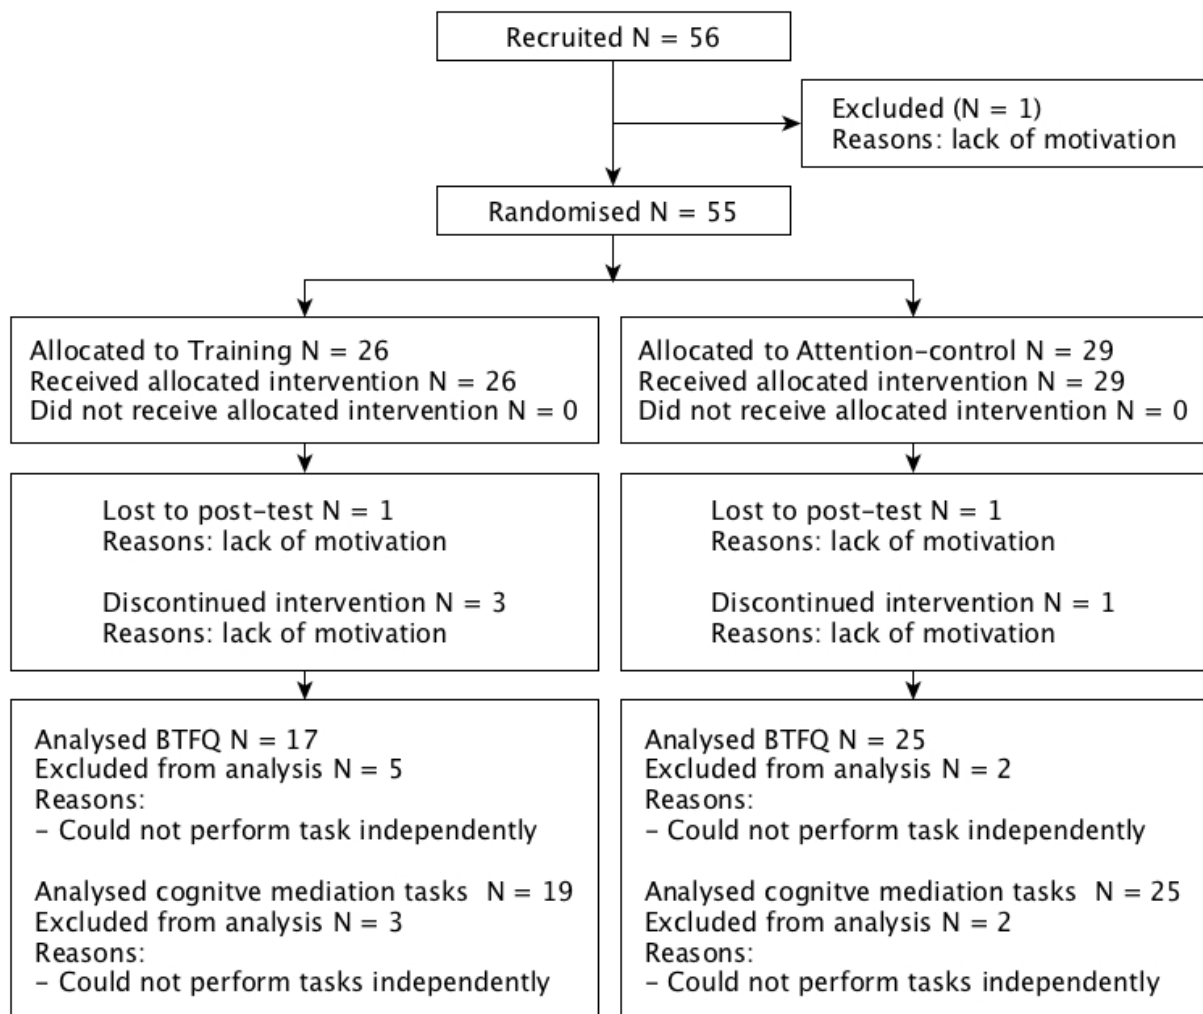 Recruited N = 56
Excluded (N = 1)
Reasons: lack of motivation
Randomised N = 55
Allocated to Training N = 26
Received allocated intervention N = 26
Did not receive allocated intervention N = 0
Allocated to Attention-control N = 29
Received allocated intervention N = 29
Did not receive allocated intervention N = 0
Lost to post-test N = 1
Reasons: lack of motivation
Discontinued intervention N = 3
Reasons: lack of motivation
Lost to post-test N = 1
Reasons: lack of motivation
Discontinued intervention N = 1
Reasons: lack of motivation
Analysed BTFQ N = 17
Excluded from analysis N = 5
Reasons:
- Could not perform task independently
Analysed cognitve mediation tasks N = 19
Excluded from analysis N = 3
Reasons:
- Could not perform tasks independently
Analysed BTFQ N = 25
Excluded from analysis N = 2
Reasons:
- Could not perform task independently
Analysed cognitve mediation tasks N = 25
Excluded from analysis N = 2
Reasons:
- Could not perform tasks independently